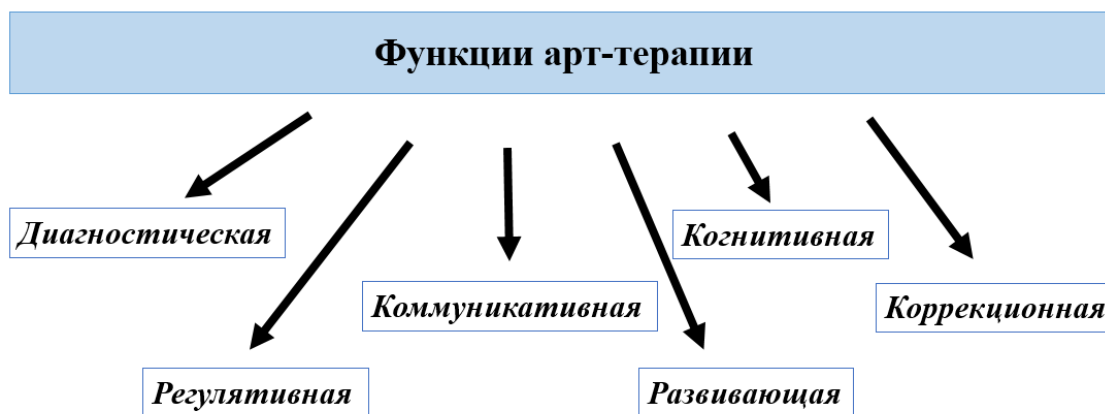 Функции арт-терапии
Диагностическая
Когнитивная
Коммуникативная
Коррекционная
Регулятивная
Развивающая